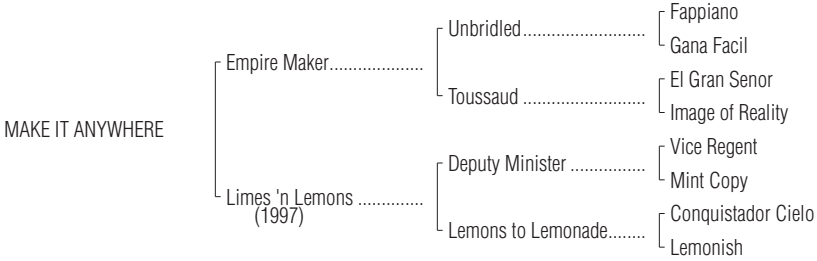 Fappiano
Unbridled.........................
Gana Facil
Empire Maker...................
El Gran Senor
Toussaud .........................
Image of Reality
MAKE IT ANYWHERE
Vice Regent
Deputy Minister ................
Mint Copy
Limes 'n Lemons ..............
(1997)
Conquistador Cielo
Lemons to Lemonade........
Lemonish